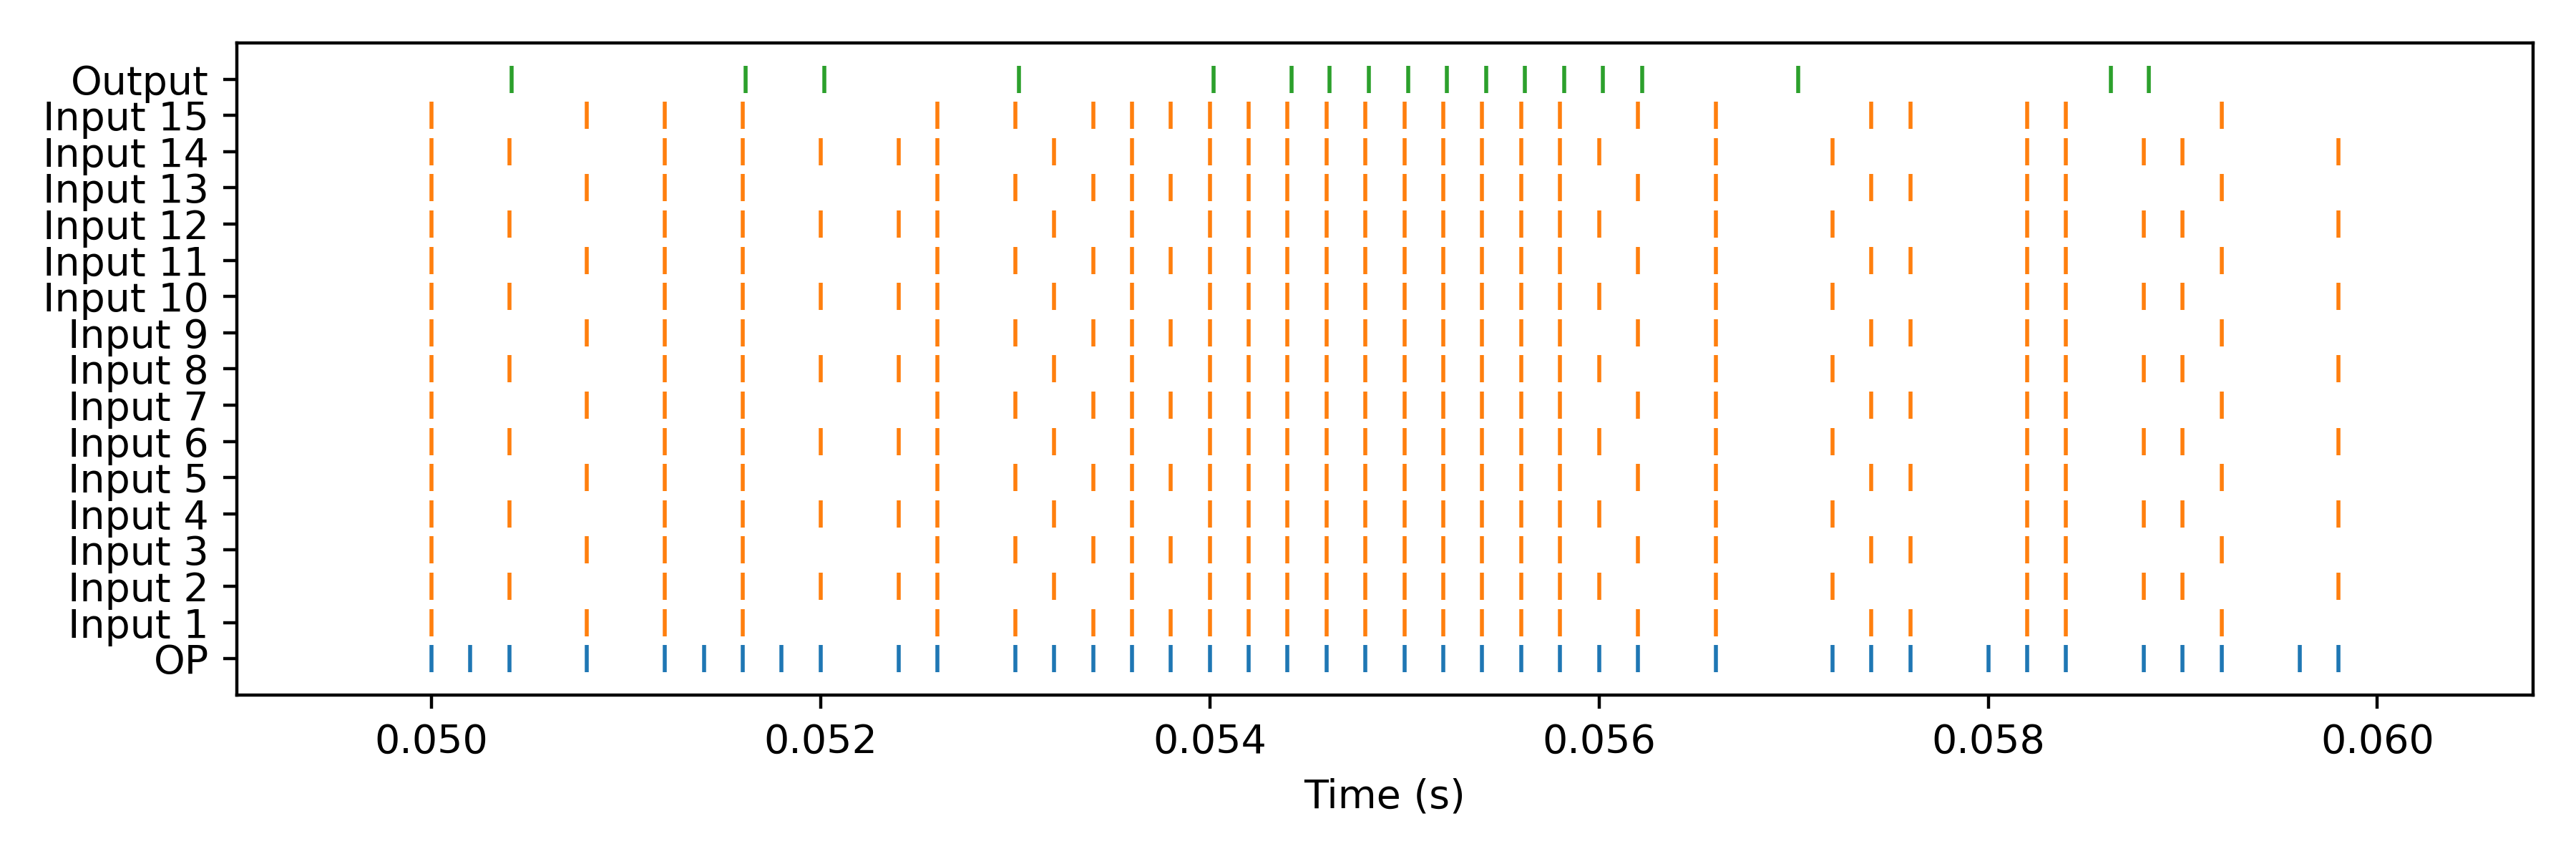 Output
Input 15
Input 14
Input 13
Input 12
Input 11
Input 10
Input 9
Input 8
Input 7
Input 6
Input 5
Input 4
Input 3
Input 2
Input 1
OP
0.050 0.052 0.054 0.056 0.058 0.060
Time (s)